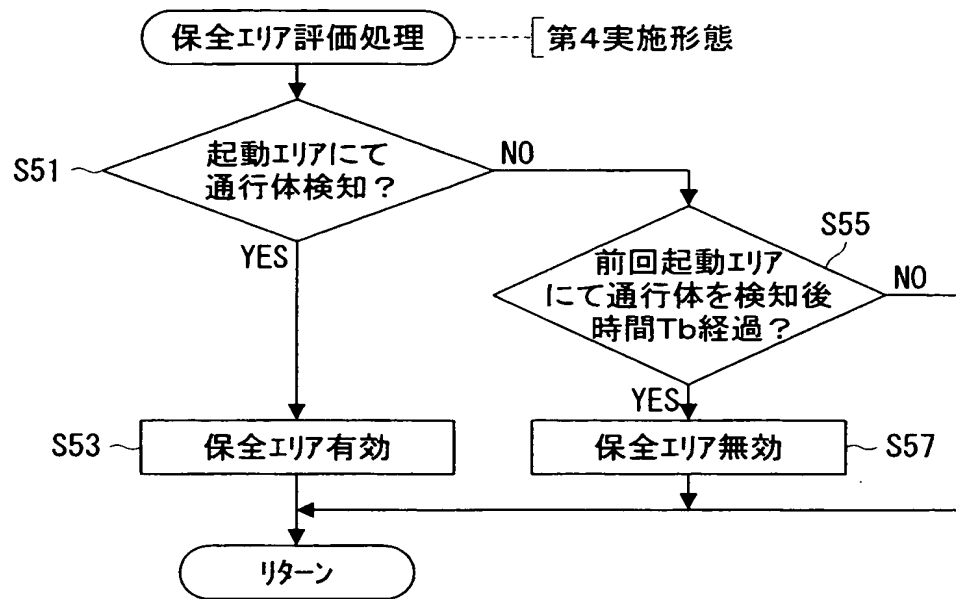 保全エリア評価処理
第4実施形態
S51
起動エリアにて
通行体検知？
NO
YES
S55
前回起動エリア
にて通行体を検知後
時間Tb経過？
NO
YES
S53
保全エリア有効
保全エリア無効
S57
リターン